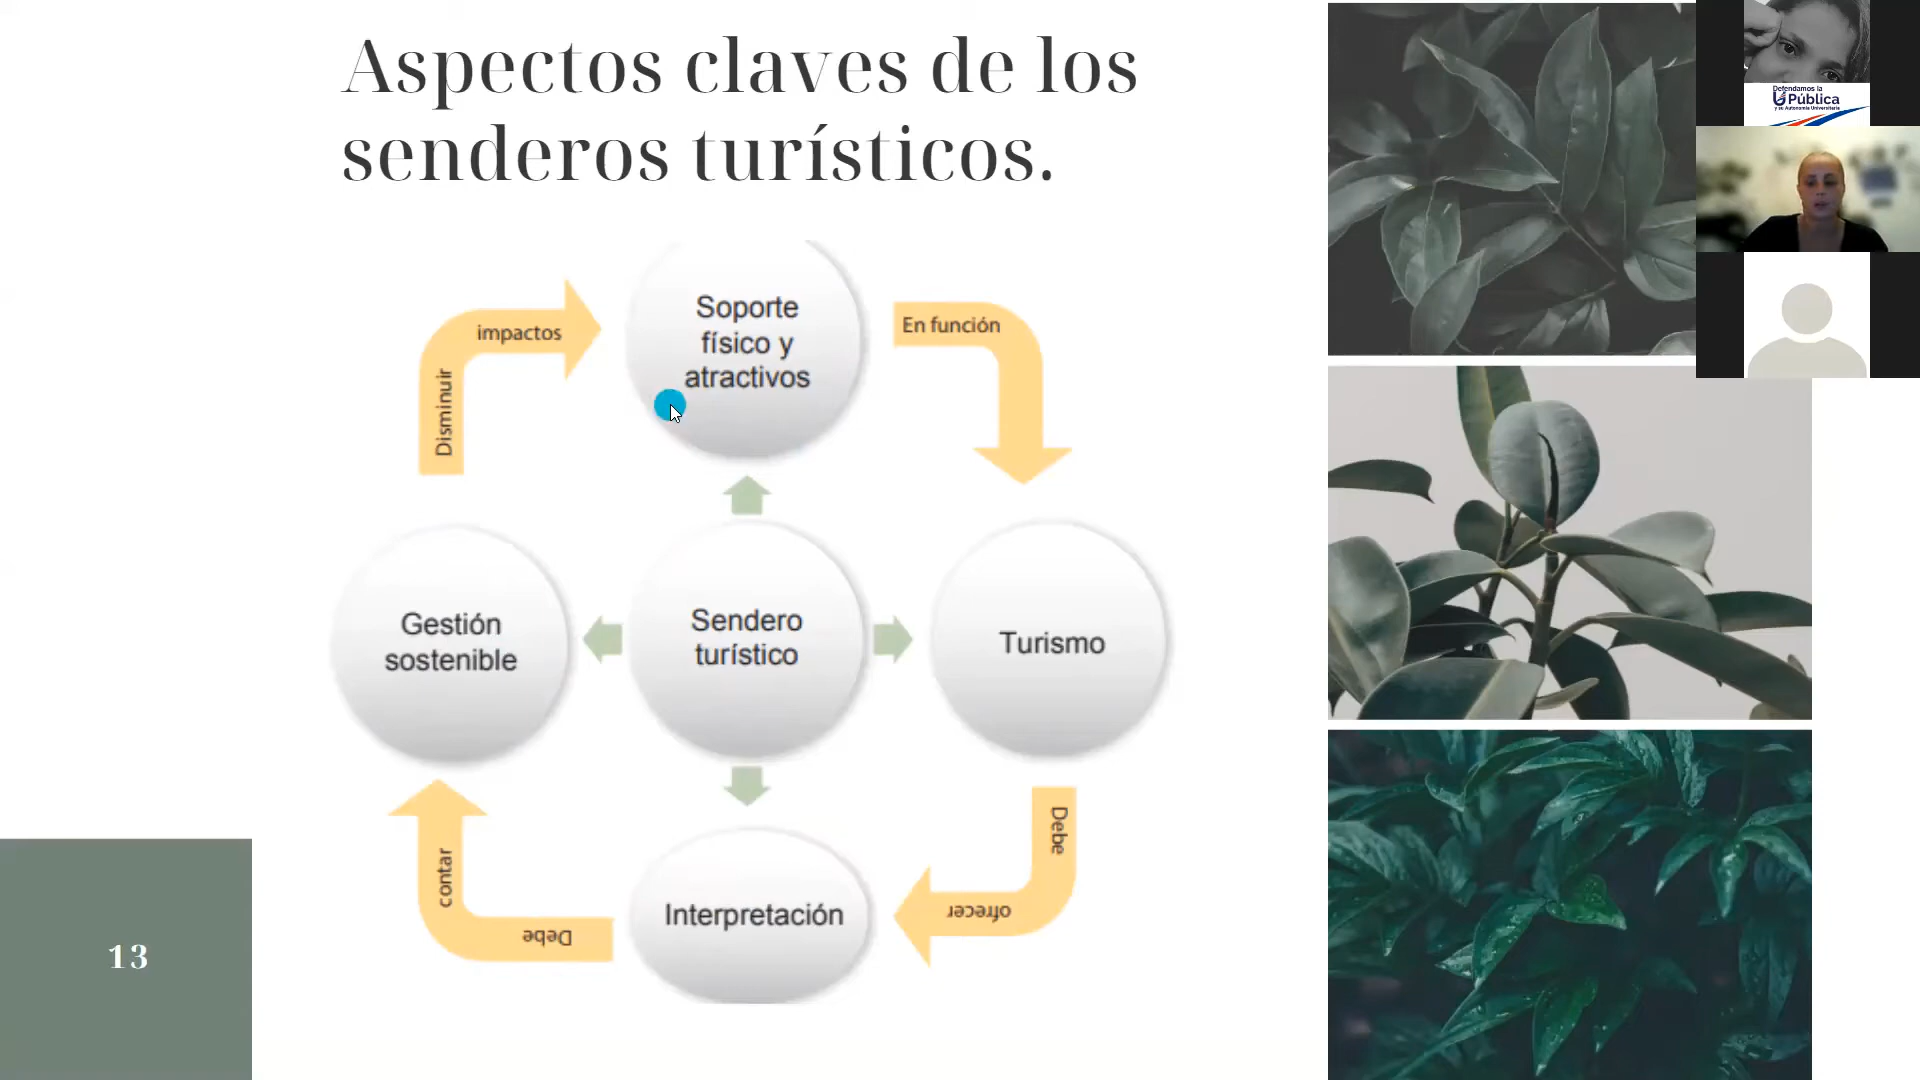 Aspectos claves de los
senderos turísticos.
Defendamos la
Pública
y su Autonomía Universitaria
Disminuir
impactos
Soporte
físico y
atractivos
En función
Gestión
sostenible
Sendero
turístico
Turismo
contar
Debe
Interpretación
ofrecer
Debe
13